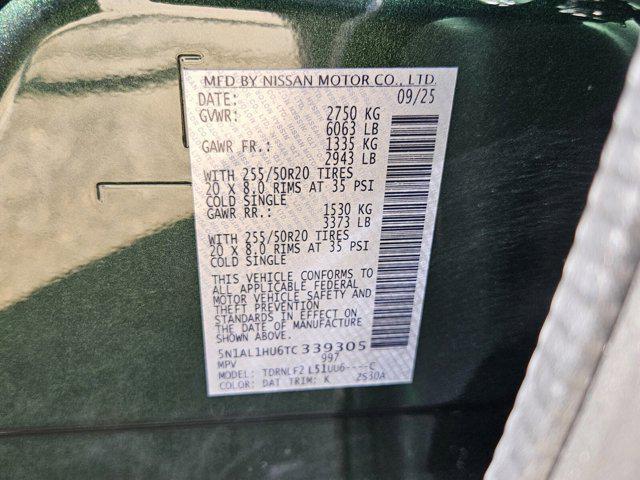 MFD BY NISSAN MOTOR CO., LTD.
DATE: 09/25
GVWR: 2750 KG
6063 LB
GAWR FR.: 1335 KG
2943 LB
WITH 255/50R20 TIRES
20 X 8.0 RIMS AT 35 PSI
COLD SINGLE
GAWR RR.: 1530 KG
3373 LB
WITH 255/50R20 TIRES
20 X 8.0 RIMS AT 35 PSI
COLD SINGLE
THIS VEHICLE CONFORMS TO
ALL APPLICABLE FEDERAL
MOTOR VEHICLE SAFETY AND
THEFT PREVENTION
STANDARDS IN EFFECT ON
THE DATE OF MANUFACTURE
SHOWN ABOVE.
5N1AL1HU6TC339305
MPV 997
MODEL: TDRNLF2 L51UU6----C
COLOR: DAT TRIM: K 2S30A